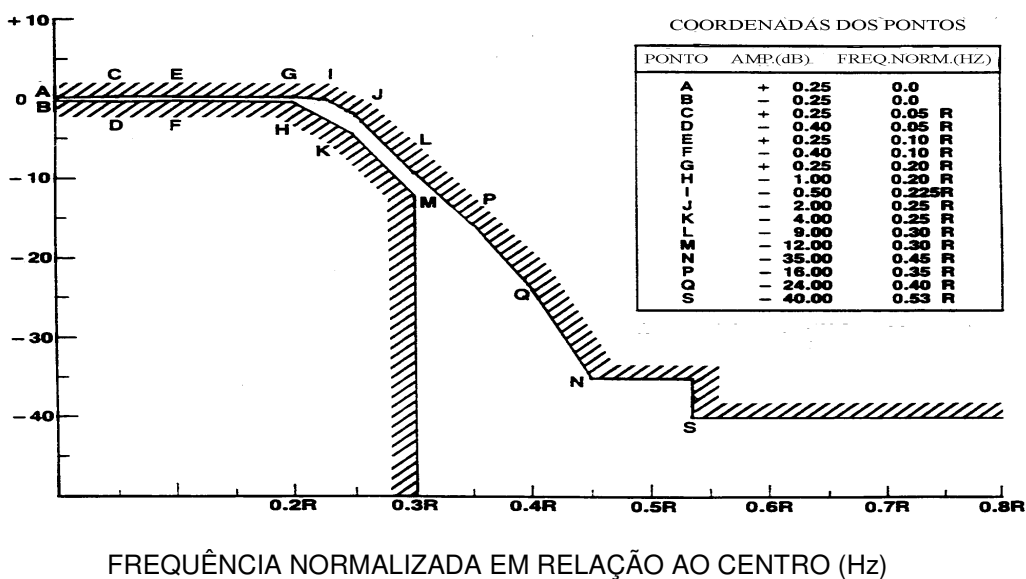 +10
0
-10
-20
-30
-40
A
B
C E G I J
D F H K
L
M
P
Q
N
S
0.2R 0.3R 0.4R 0.5R 0.6R 0.7R 0.8R
FREQUÊNCIA NORMALIZADA EM RELAÇÃO AO CENTRO (Hz)
COORDENADAS DOS PONTOS
PONTO AMP.(dB). FREQ.NORM.(HZ)
A + 0.25 0.0
B - 0.25 0.0
C + 0.25 0.05 R
D - 0.40 0.05 R
E + 0.25 0.10 R
F - 0.40 0.10 R
G + 0.25 0.20 R
H - 1.00 0.20 R
I - 0.50 0.225R
J - 2.00 0.25 R
K - 4.00 0.25 R
L - 9.00 0.30 R
M - 12.00 0.30 R
N - 35.00 0.45 R
P - 16.00 0.35 R
Q - 24.00 0.40 R
S - 40.00 0.53 R